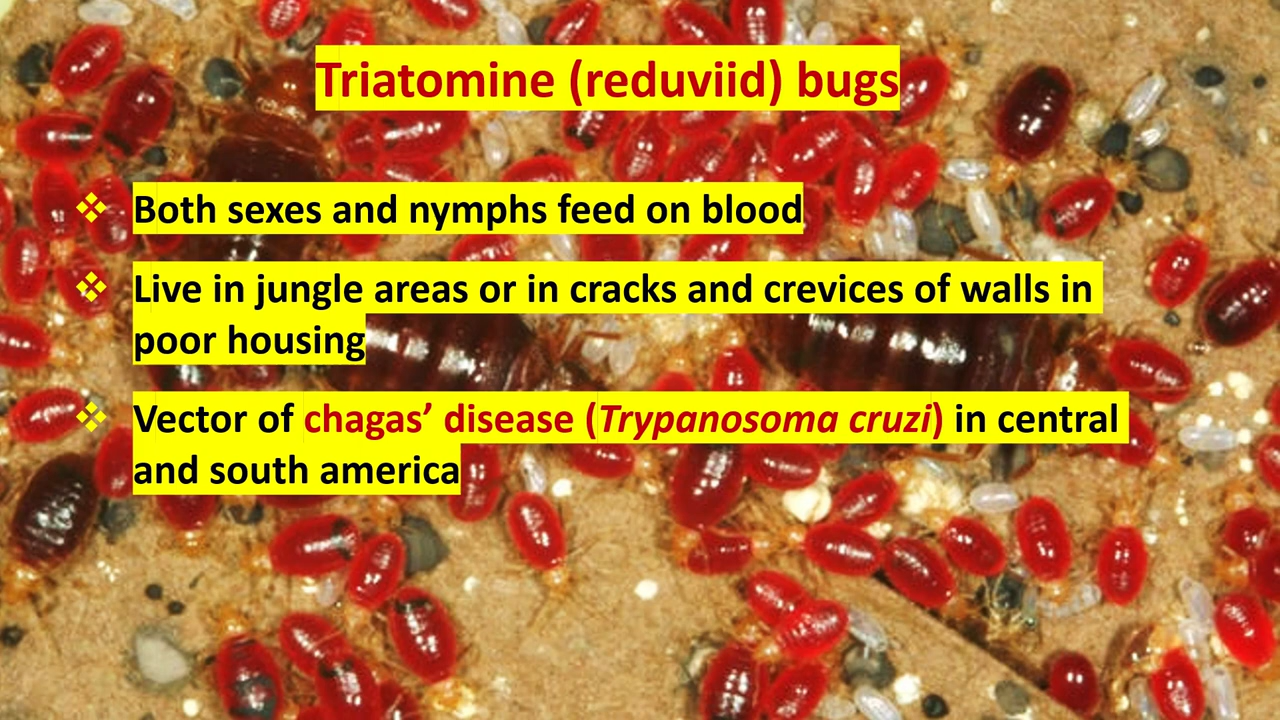 Triatomine (reduviid) bugs
❖ Both sexes and nymphs feed on blood
❖ Live in jungle areas or in cracks and crevices of walls in
poor housing
❖ Vector of chagas’ disease (Trypanosoma cruzi) in central
and south america